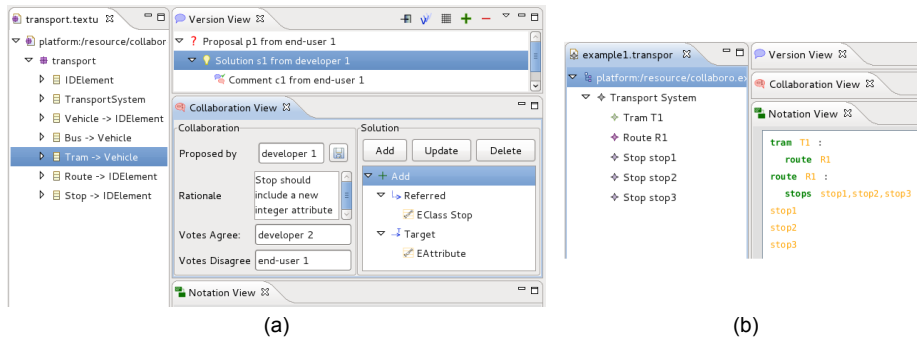 transport.textu
platform:/resource/collabor
transport
IDElement
TransportSystem
Vehicle -> IDElement
Bus -> Vehicle
Tram -> Vehicle
Route -> IDElement
Stop -> IDElement
Version View
? Proposal p1 from end-user 1
Solution s1 from developer 1
Comment c1 from end-user 1
Collaboration View
Collaboration
Proposed by
developer 1
Rationale
Stop should
include a new
integer attribute
Votes Agree:
developer 2
Votes Disagree
end-user 1
Solution
Add
Update
Delete
Add
Referred
EClass Stop
Target
EAttribute
Notation View
(a)
example1.transpor
platform:/resource/collaboro.ex
Transport System
Tram T1
Route R1
Stop stop1
Stop stop2
Stop stop3
Version View
Collaboration View
Notation View
tram T1 :
route R1
route R1 :
stops stop1,stop2,stop3
stop1
stop2
stop3
(b)